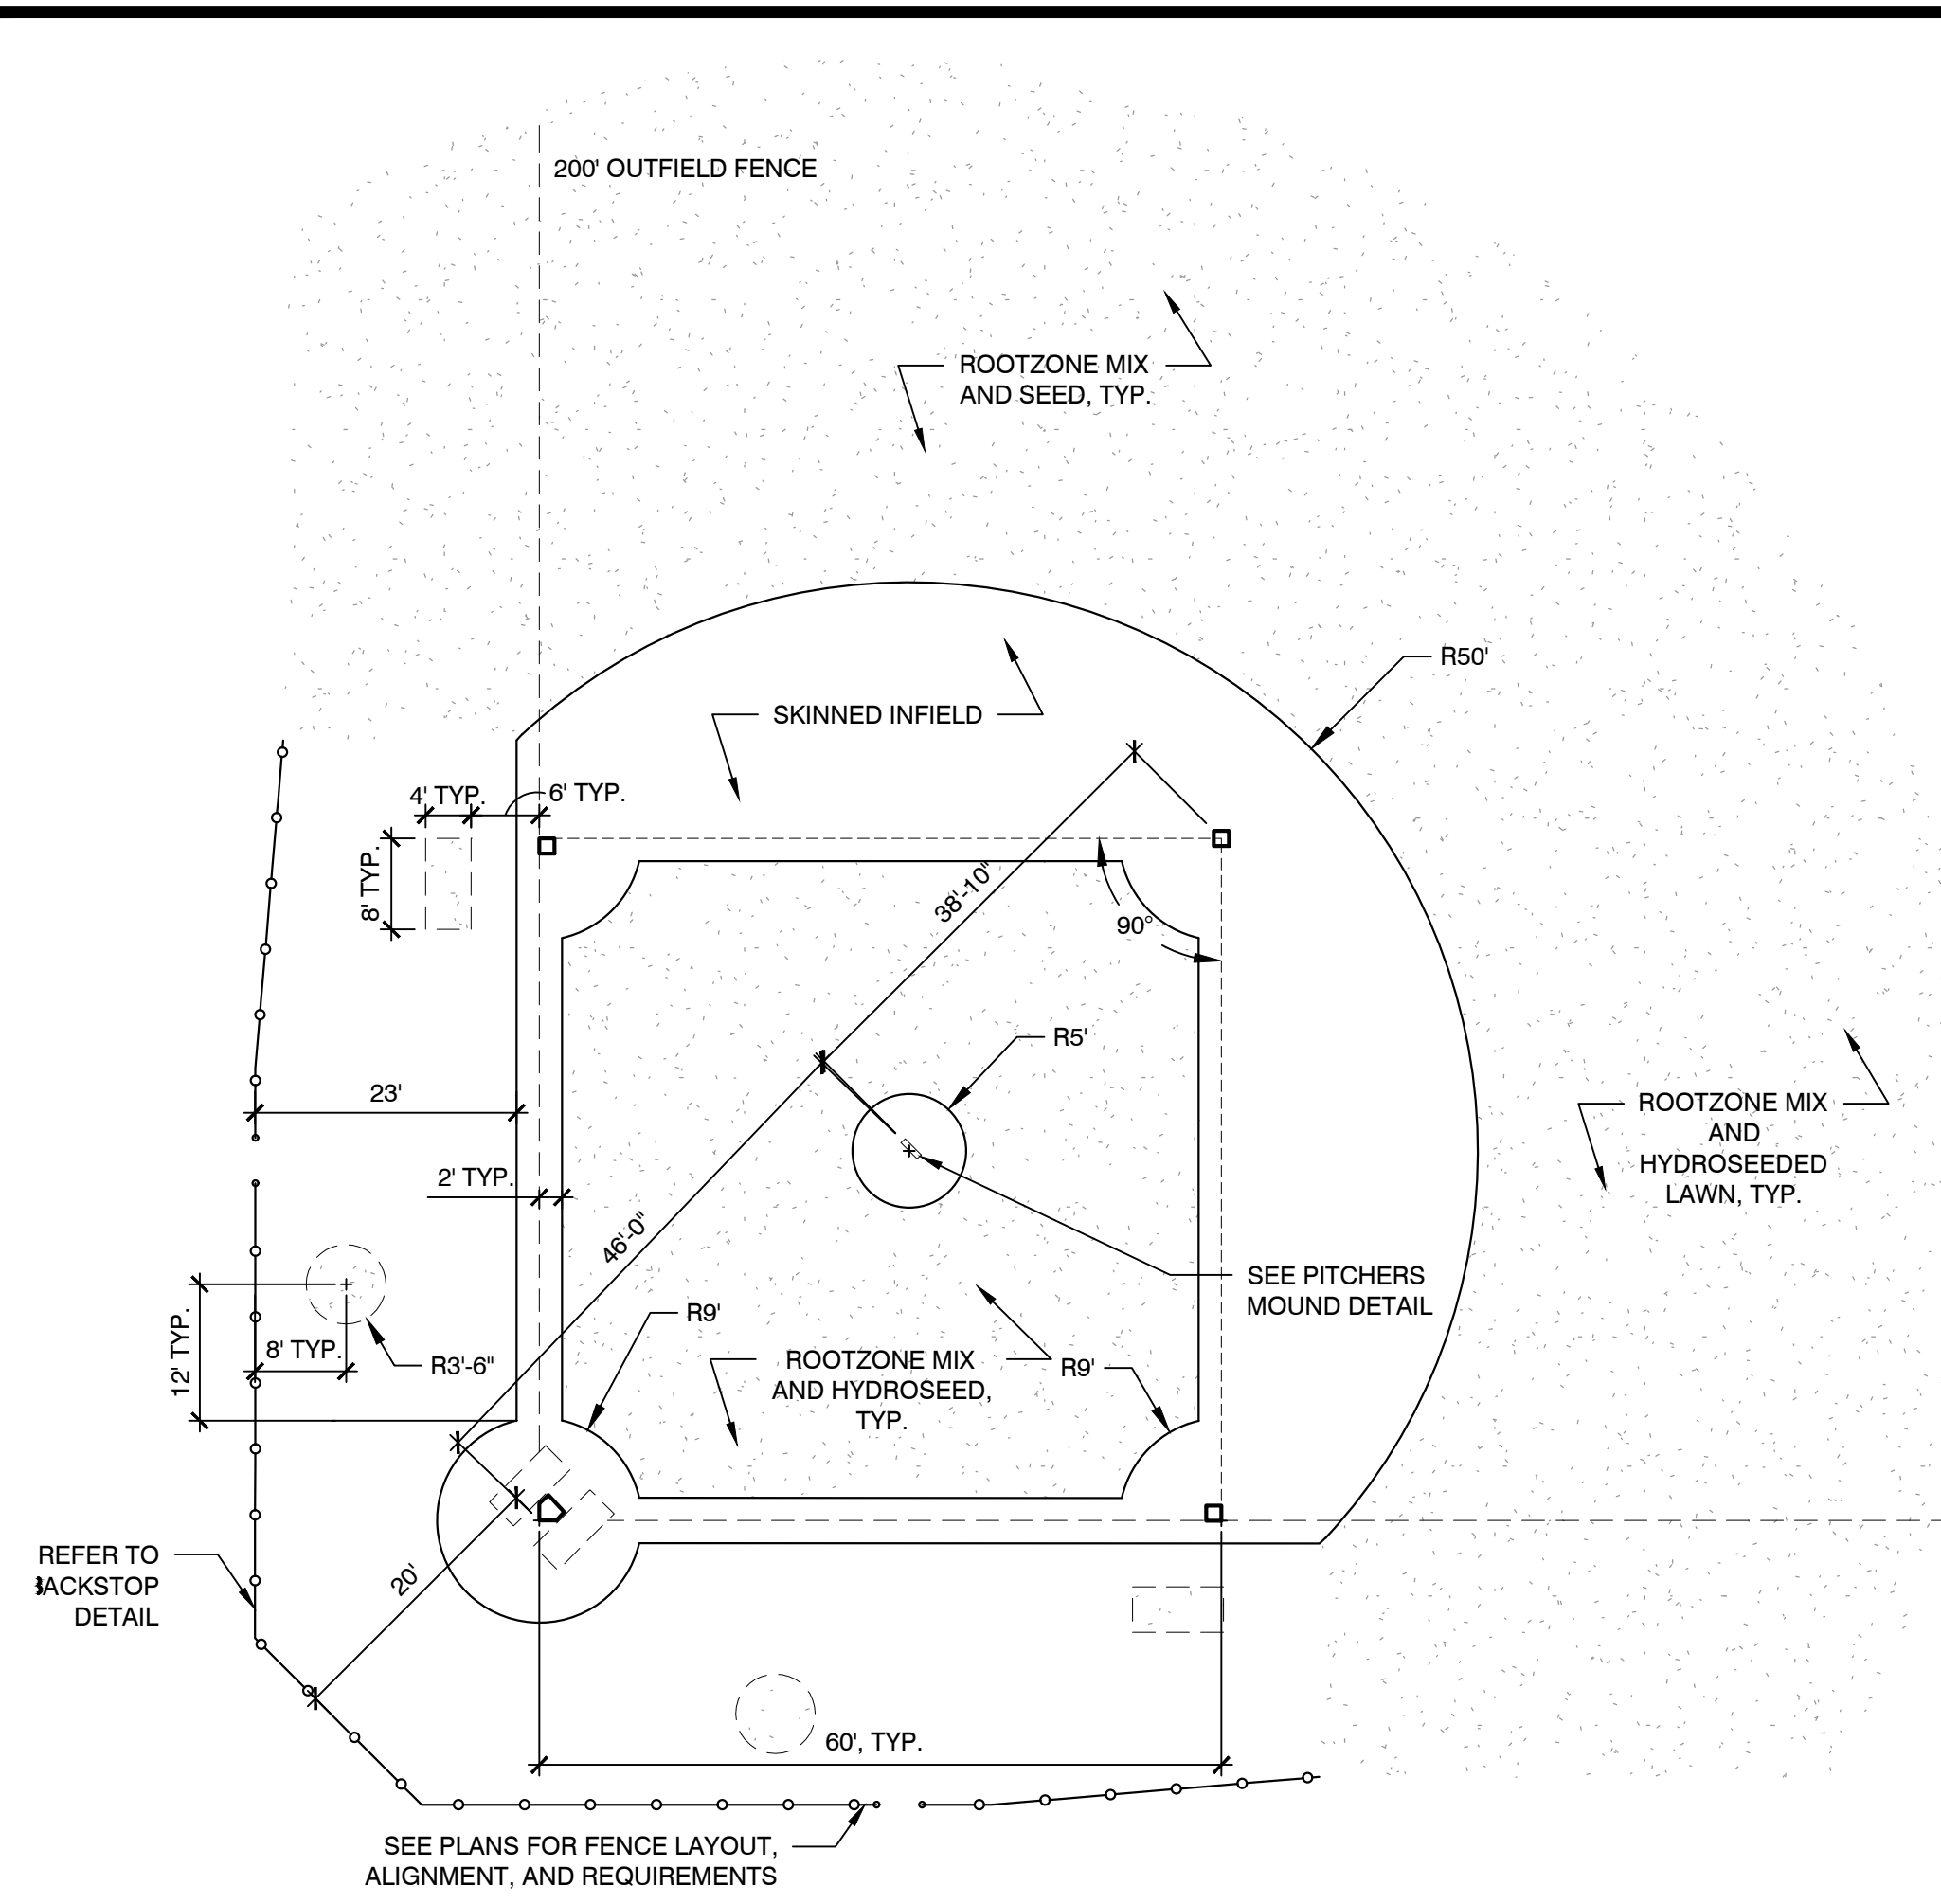 200' OUTFIELD FENCE
ROOTZONE MIX
AND SEED, TYP.
R50'
SKINNED INFIELD
4' TYP.
6' TYP.
8' TYP.
38'-10"
90°
R5'
23'
ROOTZONE MIX
AND
HYDROSEEDED
LAWN, TYP.
2' TYP.
46'-0"
SEE PITCHERS
MOUND DETAIL
12' TYP.
8' TYP.
R3'-6"
R9'
ROOTZONE MIX
AND HYDROSEED,
TYP.
R9'
REFER TO
BACKSTOP
DETAIL
20'
60', TYP.
SEE PLANS FOR FENCE LAYOUT,
ALIGNMENT, AND REQUIREMENTS